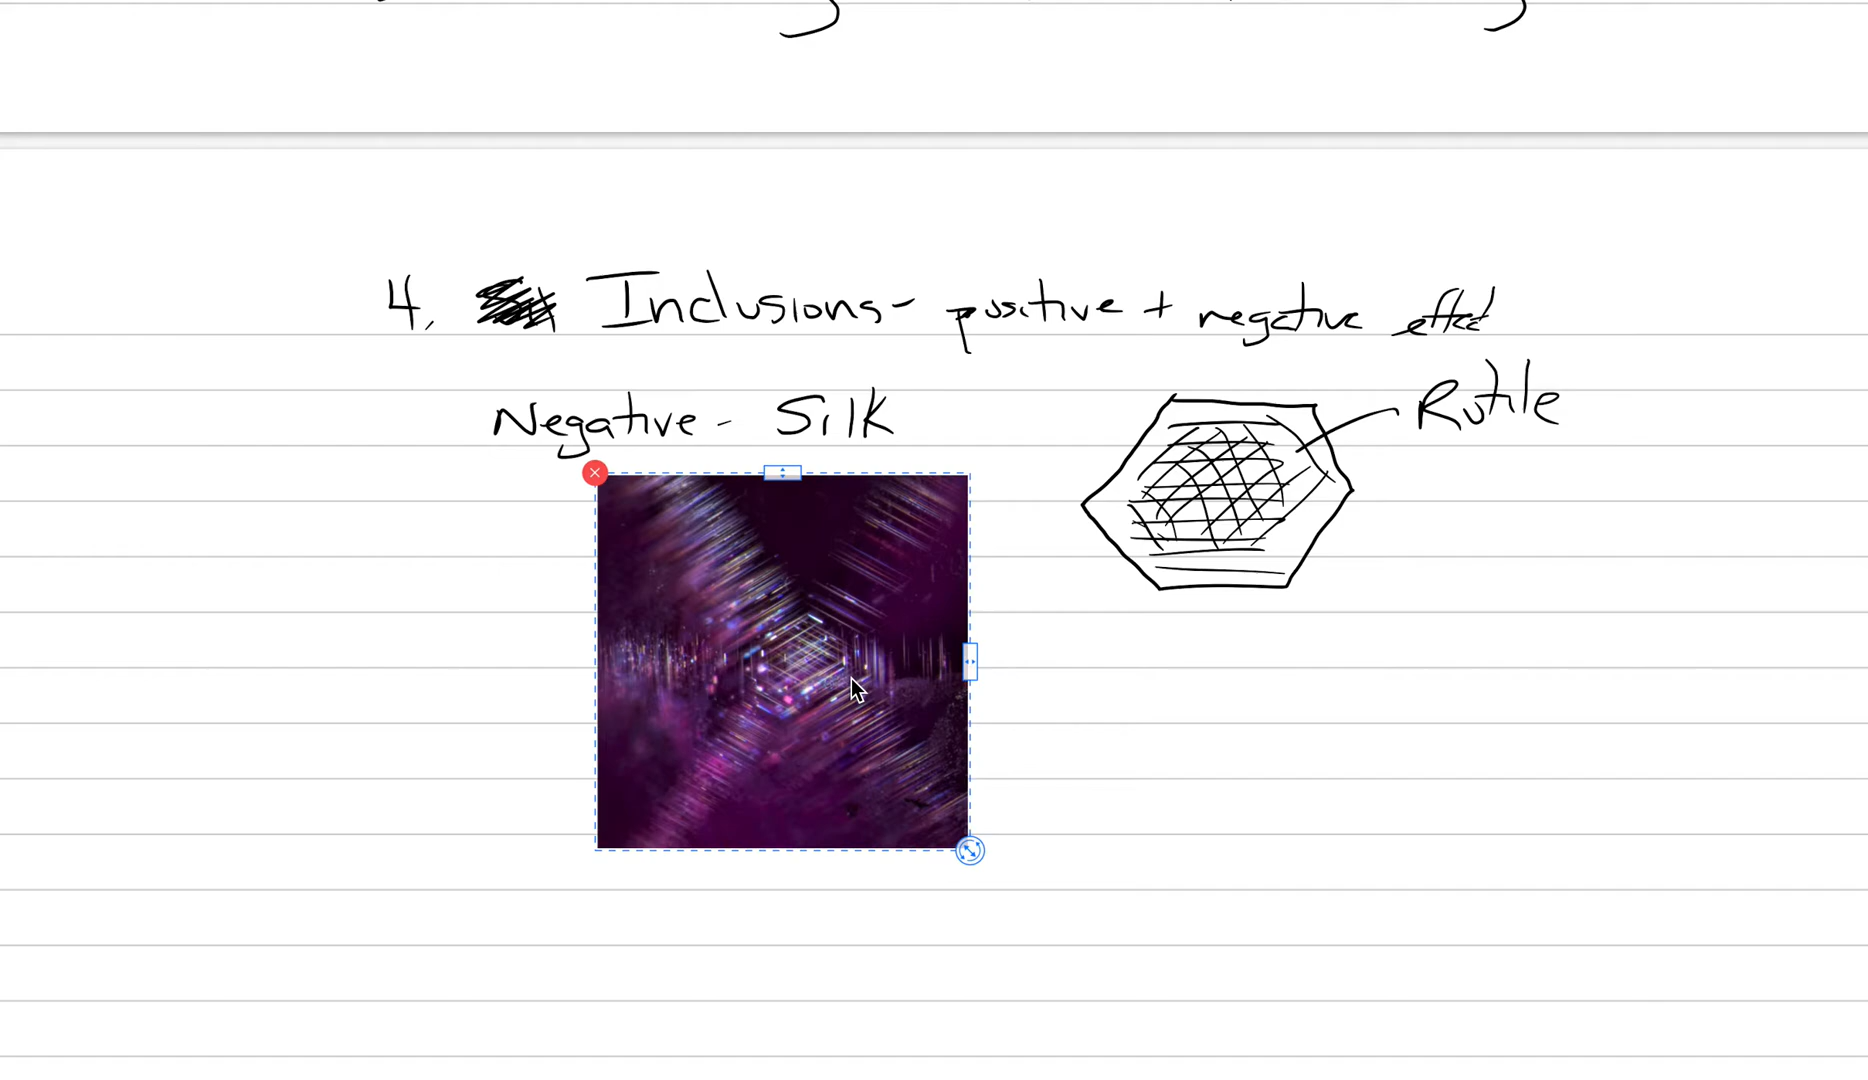 4. Inclusions - positive + negative effect
Negative - Silk
Rutile